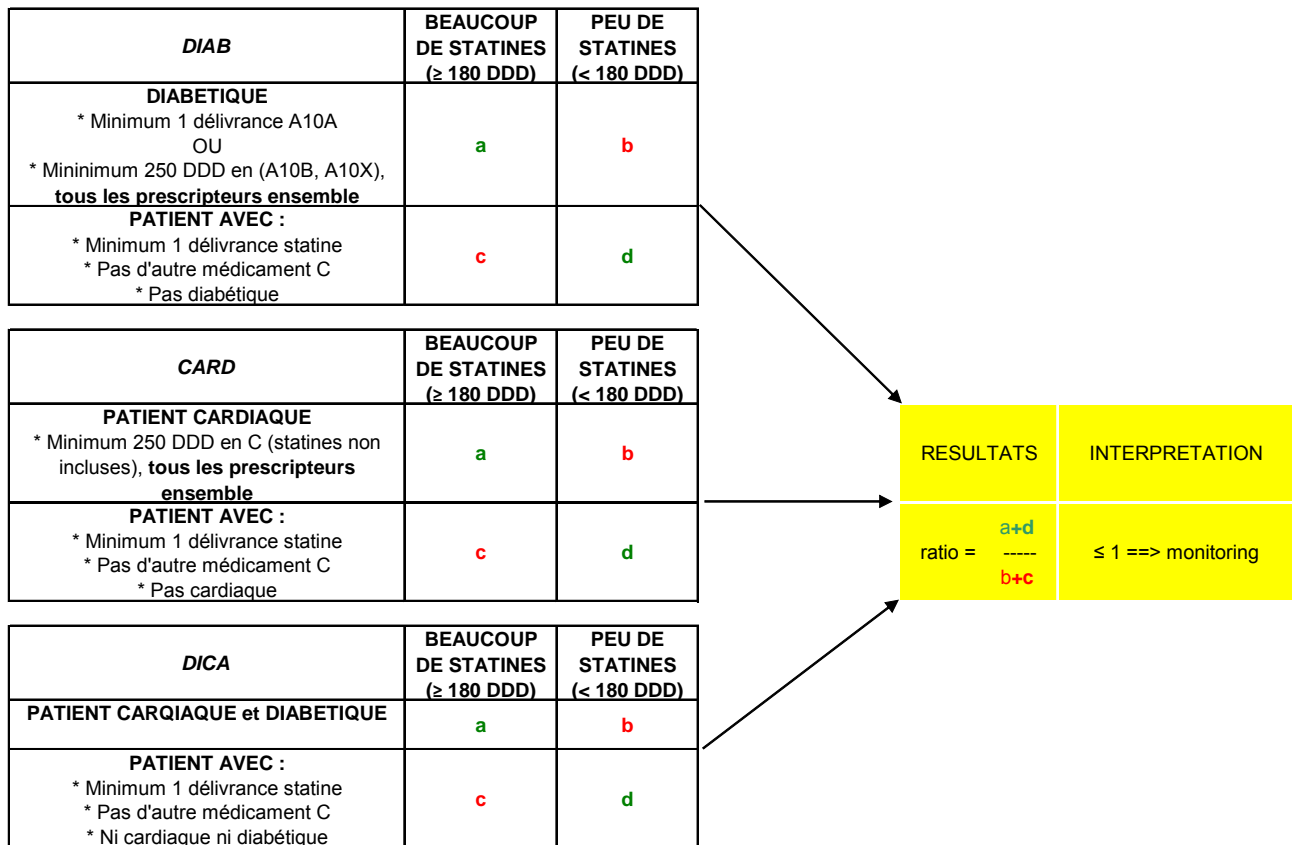 DIAB
BEAUCOUP
DE STATINES
(≥ 180 DDD)
PEU DE
STATINES
(< 180 DDD)
DIABETIQUE
* Minimum 1 délivrance A10A
OU
* Mininimum 250 DDD en (A10B, A10X),
tous les prescripteurs ensemble
a
b
PATIENT AVEC :
* Minimum 1 délivrance statine
* Pas d'autre médicament C
* Pas diabétique
c
d
CARD
BEAUCOUP
DE STATINES
(≥ 180 DDD)
PEU DE
STATINES
(< 180 DDD)
PATIENT CARDIAQUE
* Minimum 250 DDD en C (statines non
incluses), tous les prescripteurs
ensemble
a
b
PATIENT AVEC :
* Minimum 1 délivrance statine
* Pas d'autre médicament C
* Pas cardiaque
c
d
DICA
BEAUCOUP
DE STATINES
(≥ 180 DDD)
PEU DE
STATINES
(< 180 DDD)
PATIENT CARQIAQUE et DIABETIQUE
a
b
PATIENT AVEC :
* Minimum 1 délivrance statine
* Pas d'autre médicament C
* Ni cardiaque ni diabétique
c
d
RESULTATS
INTERPRETATION
a+d
ratio = -----
b+c
≤ 1 ==> monitoring